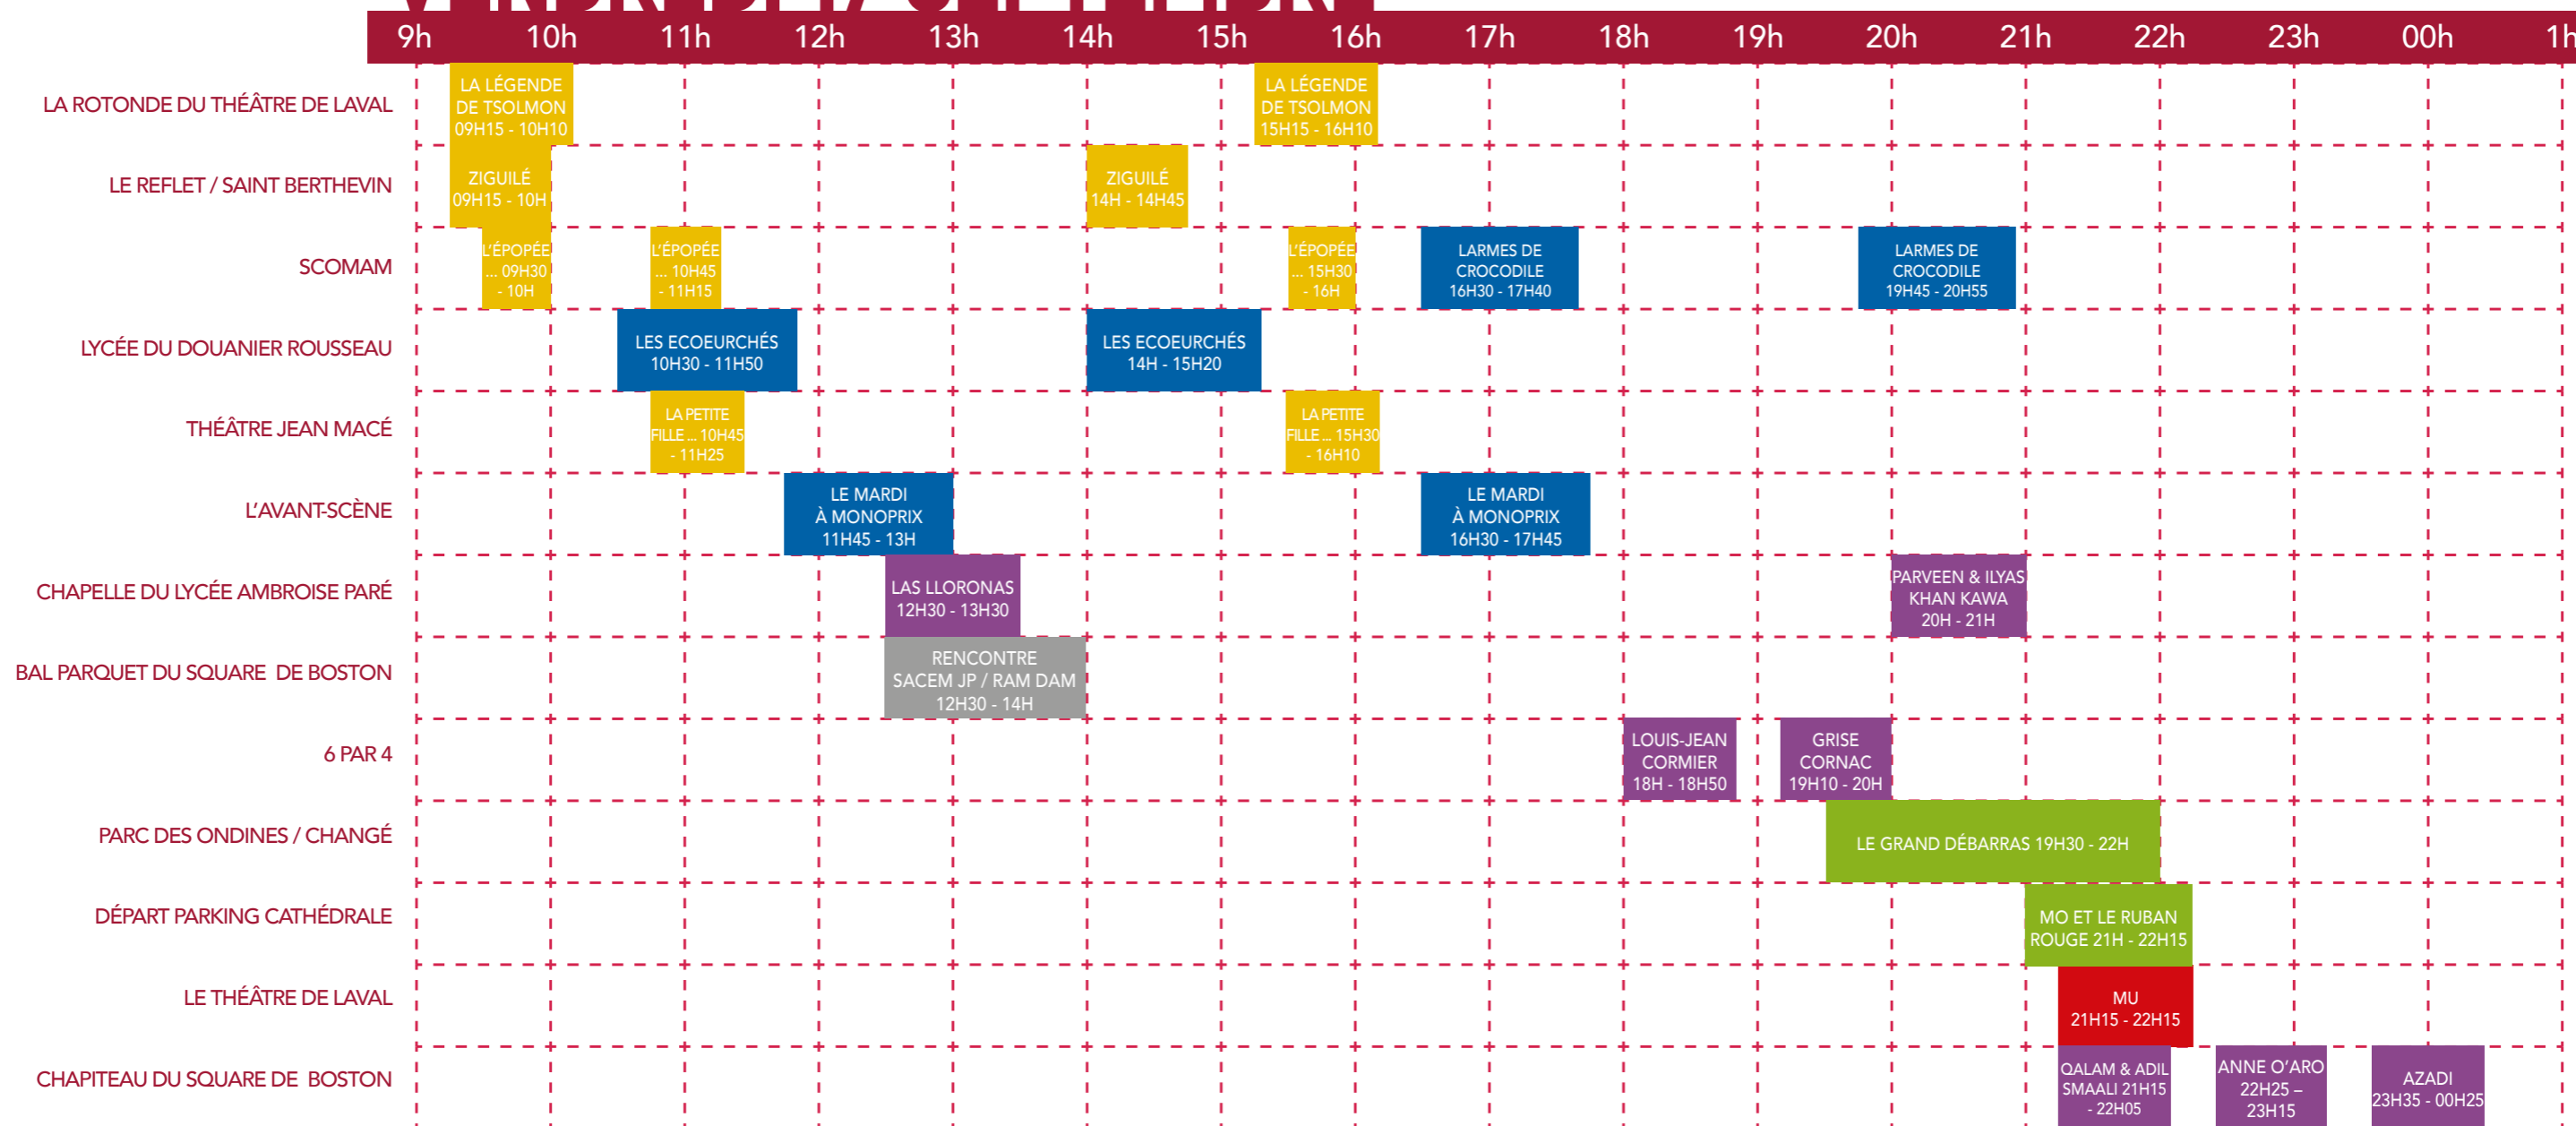 9h 10h 11h 12h 13h 14h 15h 16h 17h 18h 19h 20h 21h 22h 23h 00h 1h
LA ROTONDE DU THÉÂTRE DE LAVAL
LA LÉGENDE
DE TSOLMON
09H15 - 10H10
LA LÉGENDE
DE TSOLMON
15H15 - 16H10
LE REFLET / SAINT BERTHEVIN
ZIGUILÉ
09H15 - 10H
ZIGUILÉ
14H - 14H45
SCOMAM
L'ÉPOPÉE
... 09H30
- 10H
L'ÉPOPÉE
... 10H45
- 11H15
L'ÉPOPÉE
... 15H30
- 16H
LARMES DE
CROCODILE
16H30 - 17H40
LARMES DE
CROCODILE
19H45 - 20H55
LYCÉE DU DOUANIER ROUSSEAU
LES ECOEURCHÉS
10H30 - 11H50
LES ECOEURCHÉS
14H - 15H20
THÉÂTRE JEAN MACÉ
LA PETITE
FILLE ... 10H45
- 11H25
LA PETITE
FILLE ... 15H30
- 16H10
L'AVANT-SCÈNE
LE MARDI
À MONOPRIX
11H45 - 13H
LE MARDI
À MONOPRIX
16H30 - 17H45
CHAPELLE DU LYCÉE AMBROISE PARÉ
LAS LLORONAS
12H30 - 13H30
PARVEEN & ILYAS
KHAN KAWA
20H - 21H
BAL PARQUET DU SQUARE DE BOSTON
RENCONTRE
SACEM JP / RAM DAM
12H30 - 14H
6 PAR 4
LOUIS-JEAN
CORMIER
18H - 18H50
GRISE
CORNAC
19H10 - 20H
PARC DES ONDINES / CHANGÉ
LE GRAND DÉBARRAS 19H30 - 22H
DÉPART PARKING CATHÉDRALE
MO ET LE RUBAN
ROUGE 21H - 22H15
LE THÉÂTRE DE LAVAL
MU
21H15 - 22H15
CHAPITEAU DU SQUARE DE BOSTON
QALAM & ADIL
SMAALI 21H15
- 22H05
ANNE O'ARO
22H25 –
23H15
AZADI
23H35 - 00H25